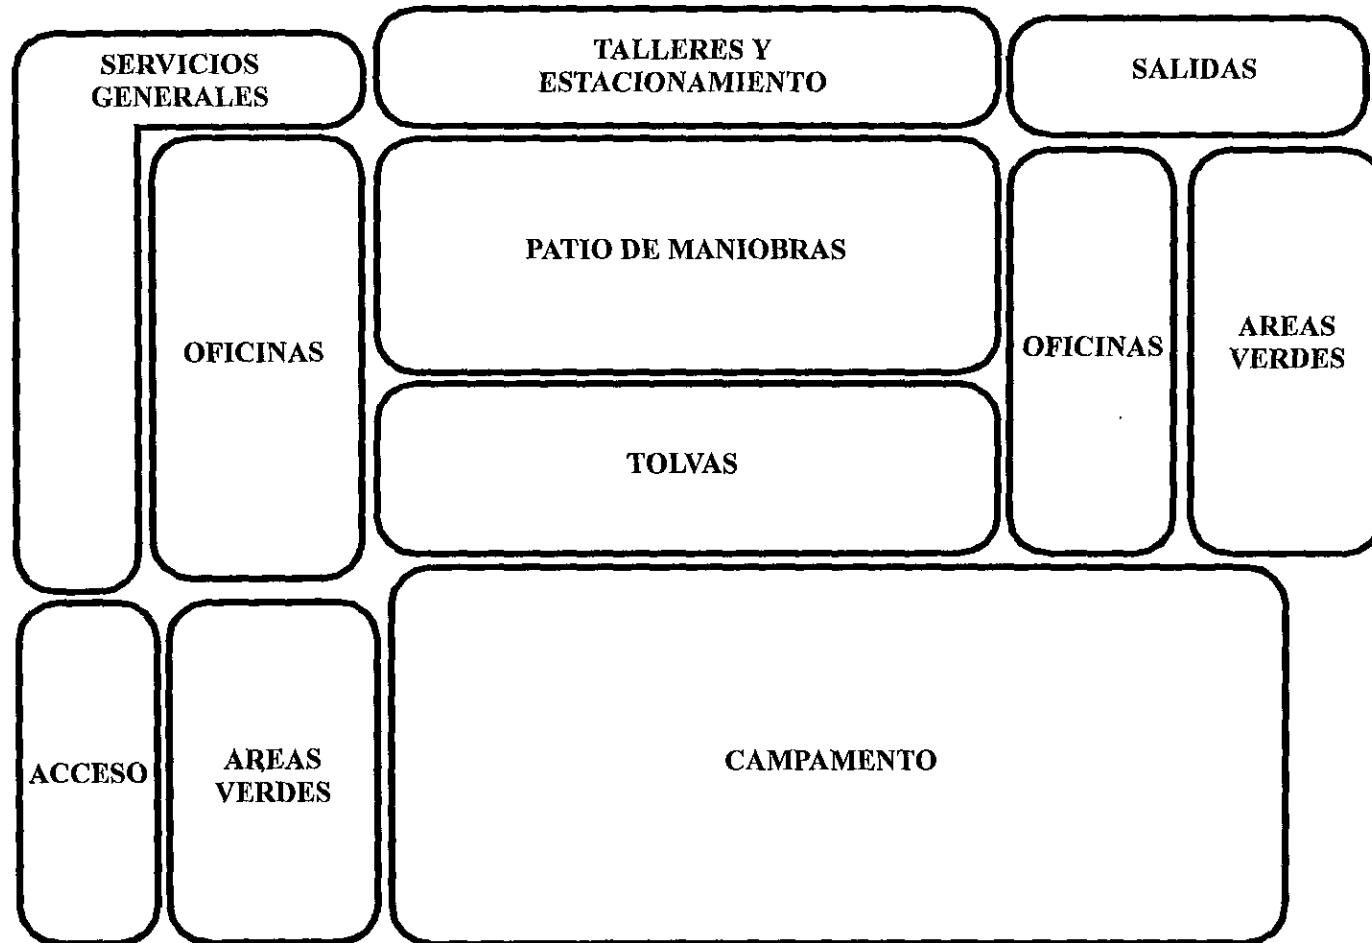 SERVICIOS
GENERALES
TALLERES Y
ESTACIONAMIENTO
SALIDAS
PATIO DE MANIOBRAS
OFICINAS
OFICINAS
AREAS
VERDES
TOLVAS
ACCESO
AREAS
VERDES
CAMPAMENTO